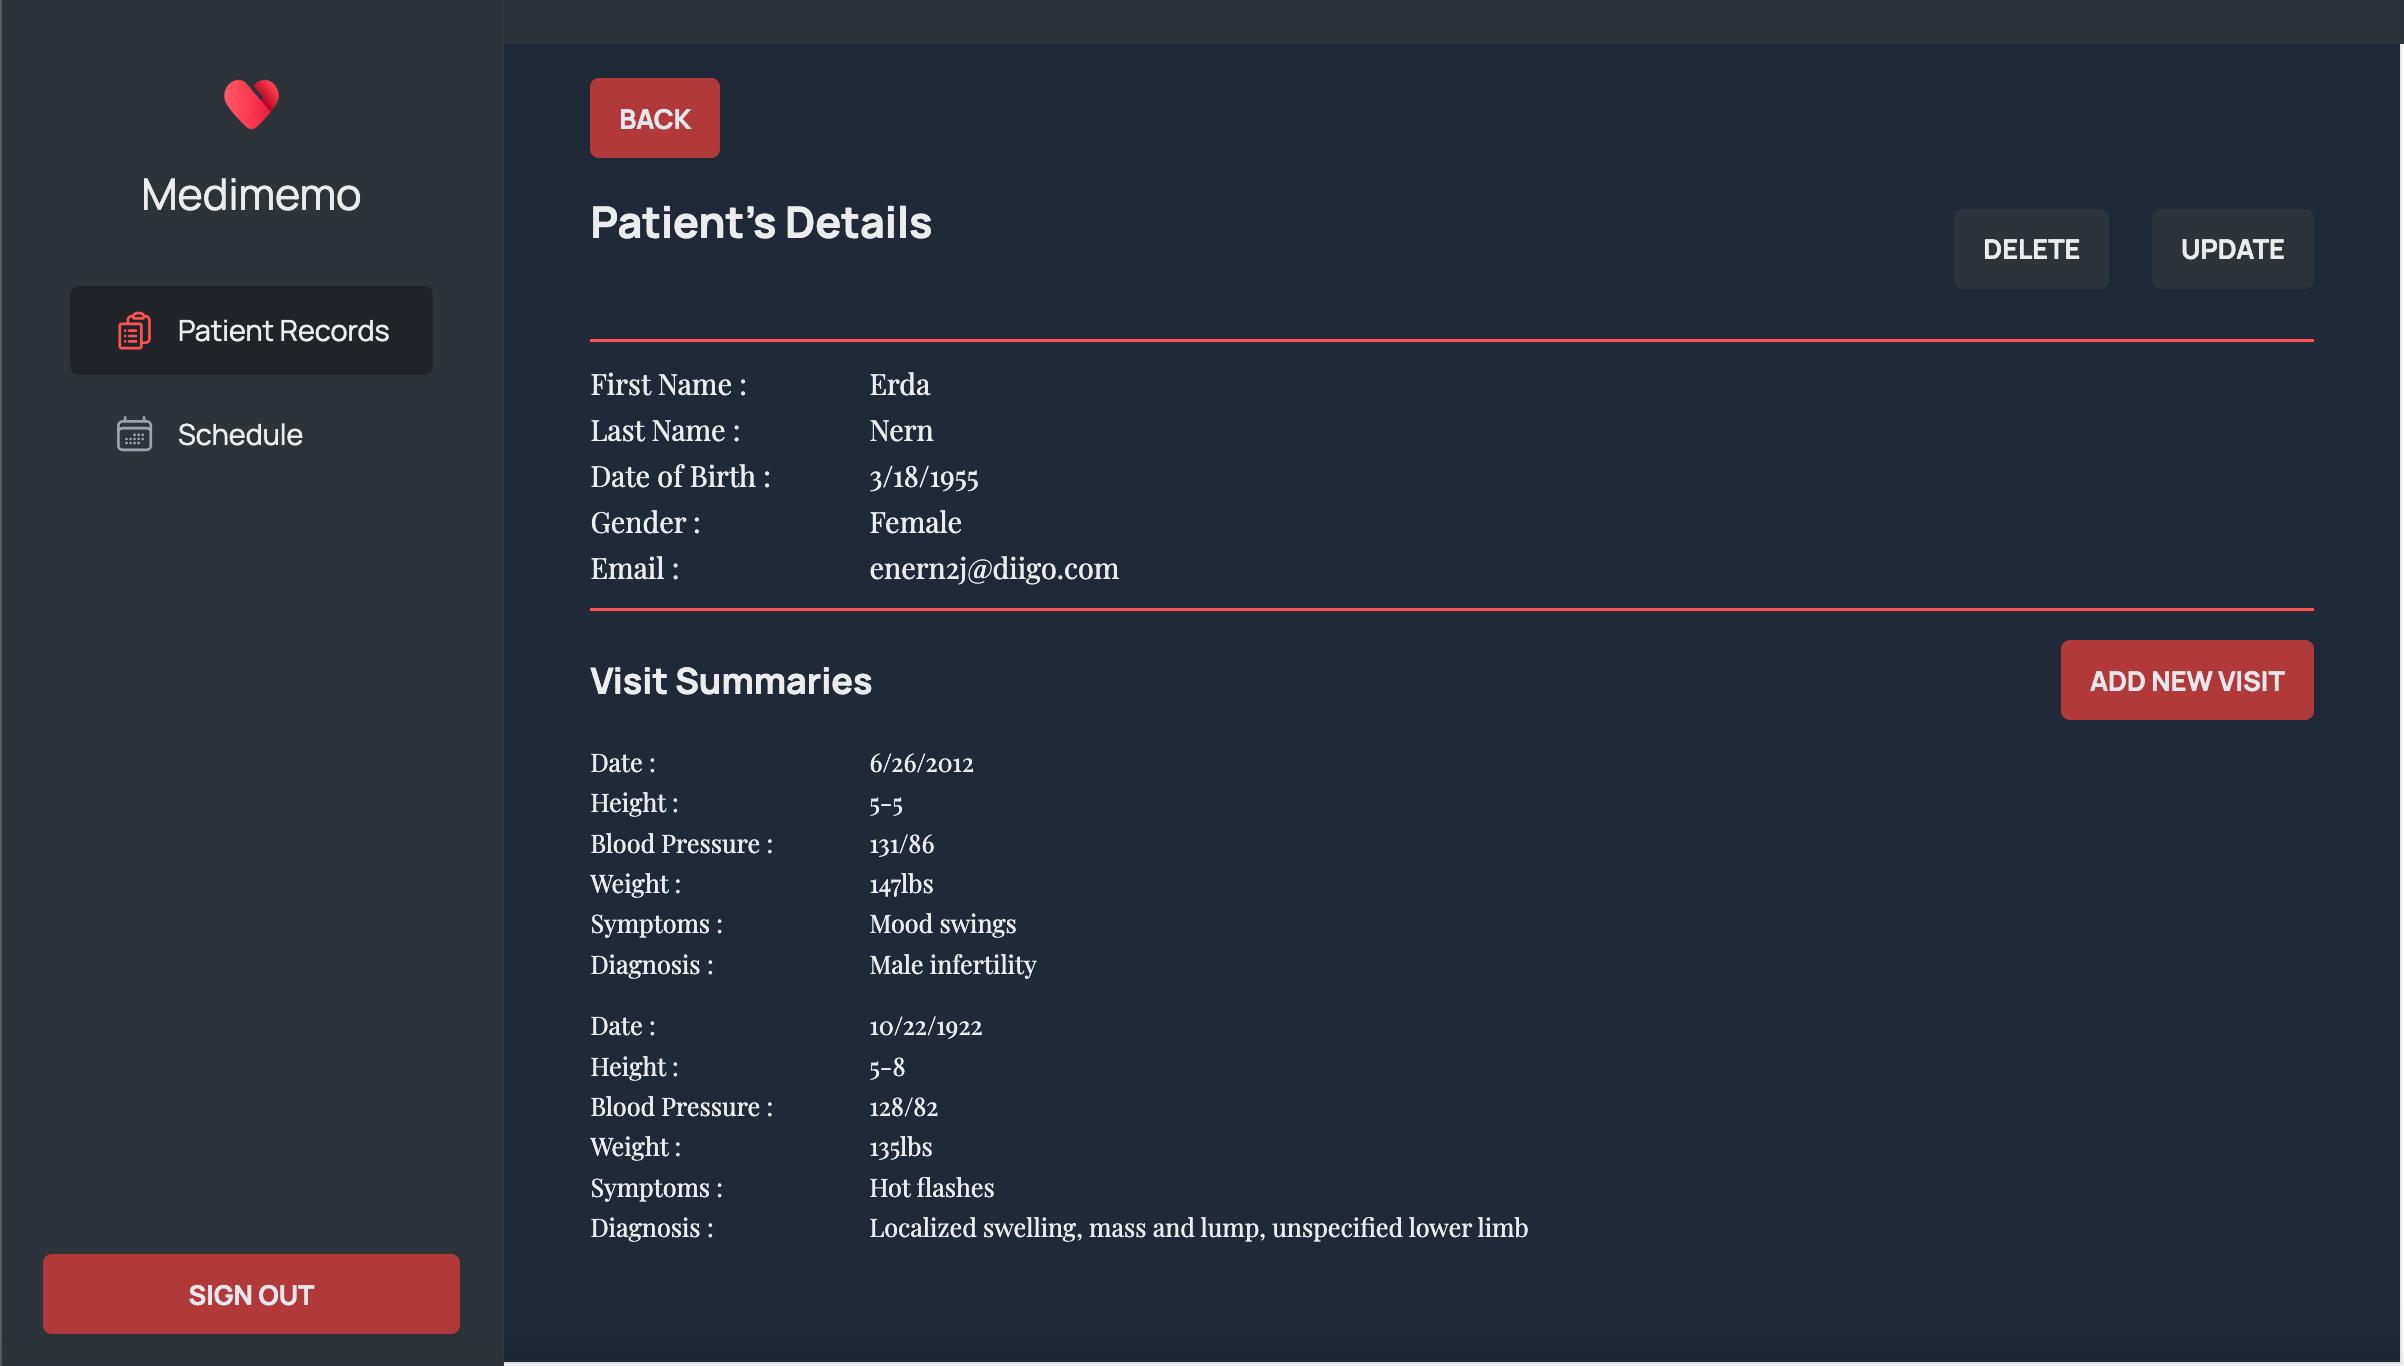 Medimemo
Patient Records
Schedule
SIGN OUT
BACK
Patient's Details
DELETE
UPDATE
First Name : Erda
Last Name : Nern
Date of Birth : 3/18/1955
Gender : Female
Email : enern2j@diigo.com
Visit Summaries
ADD NEW VISIT
Date : 6/26/2012
Height : 5-5
Blood Pressure : 131/86
Weight : 147lbs
Symptoms : Mood swings
Diagnosis : Male infertility
Date : 10/22/1922
Height : 5-8
Blood Pressure : 128/82
Weight : 135lbs
Symptoms : Hot flashes
Diagnosis : Localized swelling, mass and lump, unspecified lower limb